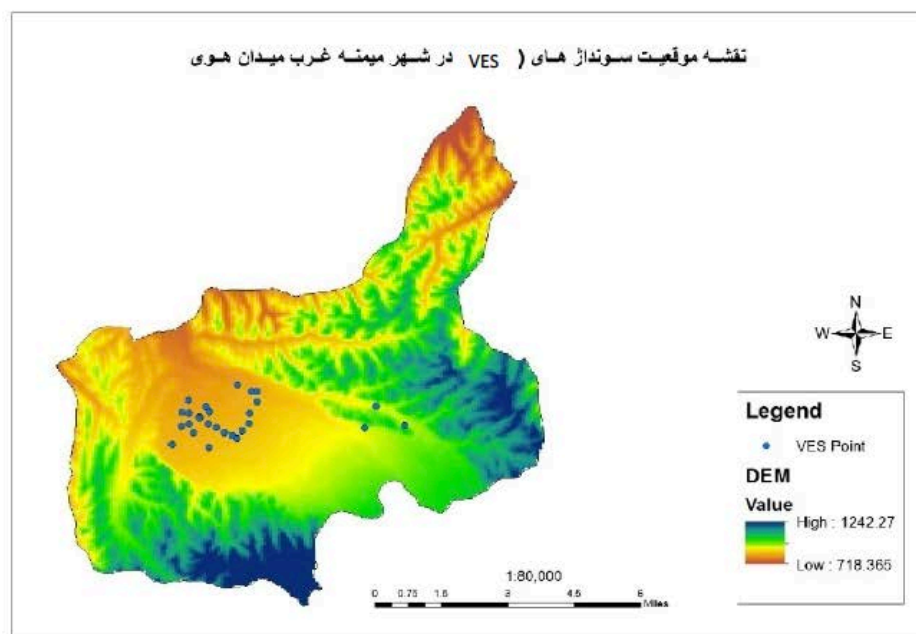 نقشه موقعیت سونداژ های ( VES در شهر میمنه غرب میدان هوی
N
W E
S
Legend
VES Point
DEM
Value
High : 1242.27
Low : 718.365
1:80,000
0 0.75 1.5 3 4.5 6
Miles